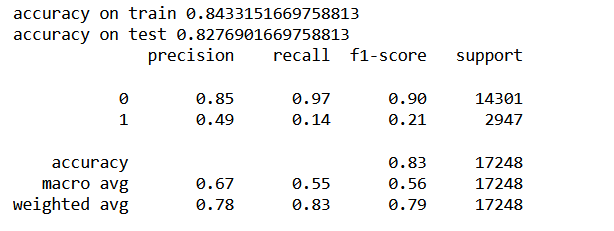 accuracy on train 0.8433151669758813
accuracy on test 0.8276901669758813
precision recall f1-score support
0 0.85 0.97 0.90 14301
1 0.49 0.14 0.21 2947
accuracy 0.83 17248
macro avg 0.67 0.55 0.56 17248
weighted avg 0.78 0.83 0.79 17248